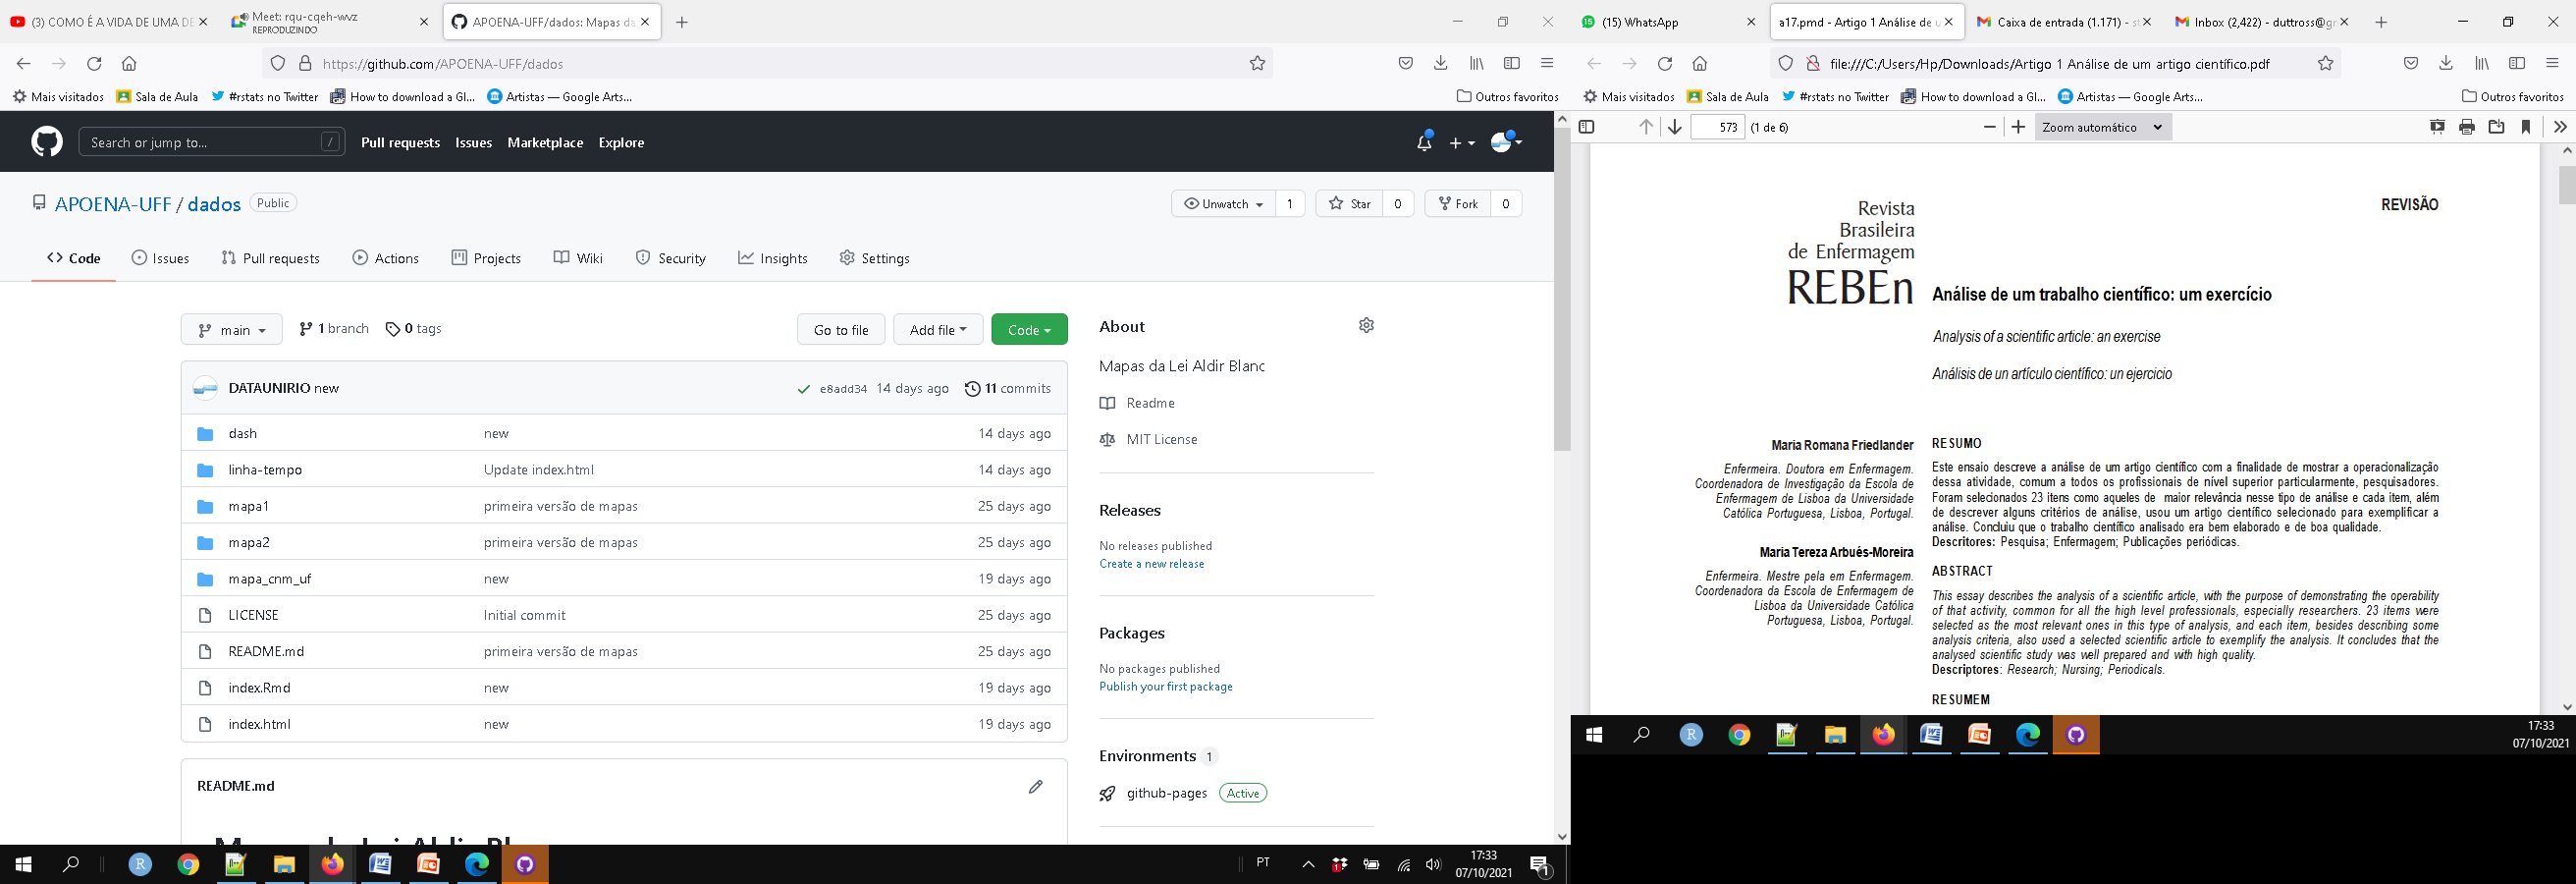 (3) COMO É A VIDA DE UMA DE
Meet: rqu-cqeh-wvz
REPRODUZINDO
APOENA-UFF/dados: Mapas da
https://github.com/APOENA-UFF/dados
Mais visitados
Sala de Aula
#rstats no Twitter
How to download a Gl...
Artistas — Google Arts...
Outros favoritos
Search or jump to...
/
Pull requests
Issues
Marketplace
Explore
APOENA-UFF / dados
Public
Unwatch
1
Star
0
Fork
0
Code
Issues
Pull requests
Actions
Projects
Wiki
Security
Insights
Settings
main
1 branch
0 tags
Go to file
Add file
Code
DATAUNIRIO new
e8add34 14 days ago
11 commits
dash new 14 days ago
linha-tempo Update index.html 14 days ago
mapa1 primeira versão de mapas 25 days ago
mapa2 primeira versão de mapas 25 days ago
mapa_cnm_uf new 19 days ago
LICENSE Initial commit 25 days ago
README.md primeira versão de mapas 25 days ago
index.Rmd new 19 days ago
index.html new 19 days ago
README.md
About
Mapas da Lei Aldir Blanc
Readme
MIT License
Releases
No releases published
Create a new release
Packages
No packages published
Publish your first package
Environments 1
github-pages
Active
PT
17:33
07/10/2021
1
(15) WhatsApp
a17.pmd - Artigo 1 Análise de u
Caixa de entrada (1.171) - st
Inbox (2,422) - duttross@gr
file:///C:/Users/Hp/Downloads/Artigo 1 Análise de um artigo científico.pdf
Mais visitados
Sala de Aula
#rstats no Twitter
How to download a Gl...
Artistas — Google Arts...
Outros favoritos
573
(1 de 6)
Zoom automático
Revista
Brasileira
de Enfermagem
REBEn
REVISÃO
Análise de um trabalho científico: um exercício
Analysis of a scientific article: an exercise
Análisis de un artículo científico: un ejercicio
Maria Romana Friedlander
Enfermeira. Doutora em Enfermagem.
Coordenadora de Investigação da Escola de
Enfermagem de Lisboa da Universidade
Católica Portuguesa, Lisboa, Portugal.
Maria Tereza Arbués-Moreira
Enfermeira. Mestre pela em Enfermagem.
Coordenadora da Escola de Enfermagem de
Lisboa da Universidade Católica
Portuguesa, Lisboa, Portugal.
RESUMO
Este ensaio descreve a análise de um artigo científico com a finalidade de mostrar a operacionalização
dessa atividade, comum a todos os profissionais de nível superior particularmente, pesquisadores.
Foram selecionados 23 itens como aqueles de maior relevância nesse tipo de análise e cada item, além
de descrever alguns critérios de análise, usou um artigo científico selecionado para exemplificar a
análise. Concluiu que o trabalho científico analisado era bem elaborado e de boa qualidade.
Descritores: Pesquisa; Enfermagem; Publicações periódicas.
ABSTRACT
This essay describes the analysis of a scientific article, with the purpose of demonstrating the operability
of that activity, common for all the high level professionals, especially researchers. 23 items were
selected as the most relevant ones in this type of analysis, and each item, besides describing some
analysis criteria, also used a selected scientific article to exemplify the analysis. It concludes that the
analysed scientific study was well prepared and with high quality.
Descriptors: Research; Nursing; Periodicals.
RESUMEM
17:33
07/10/2021